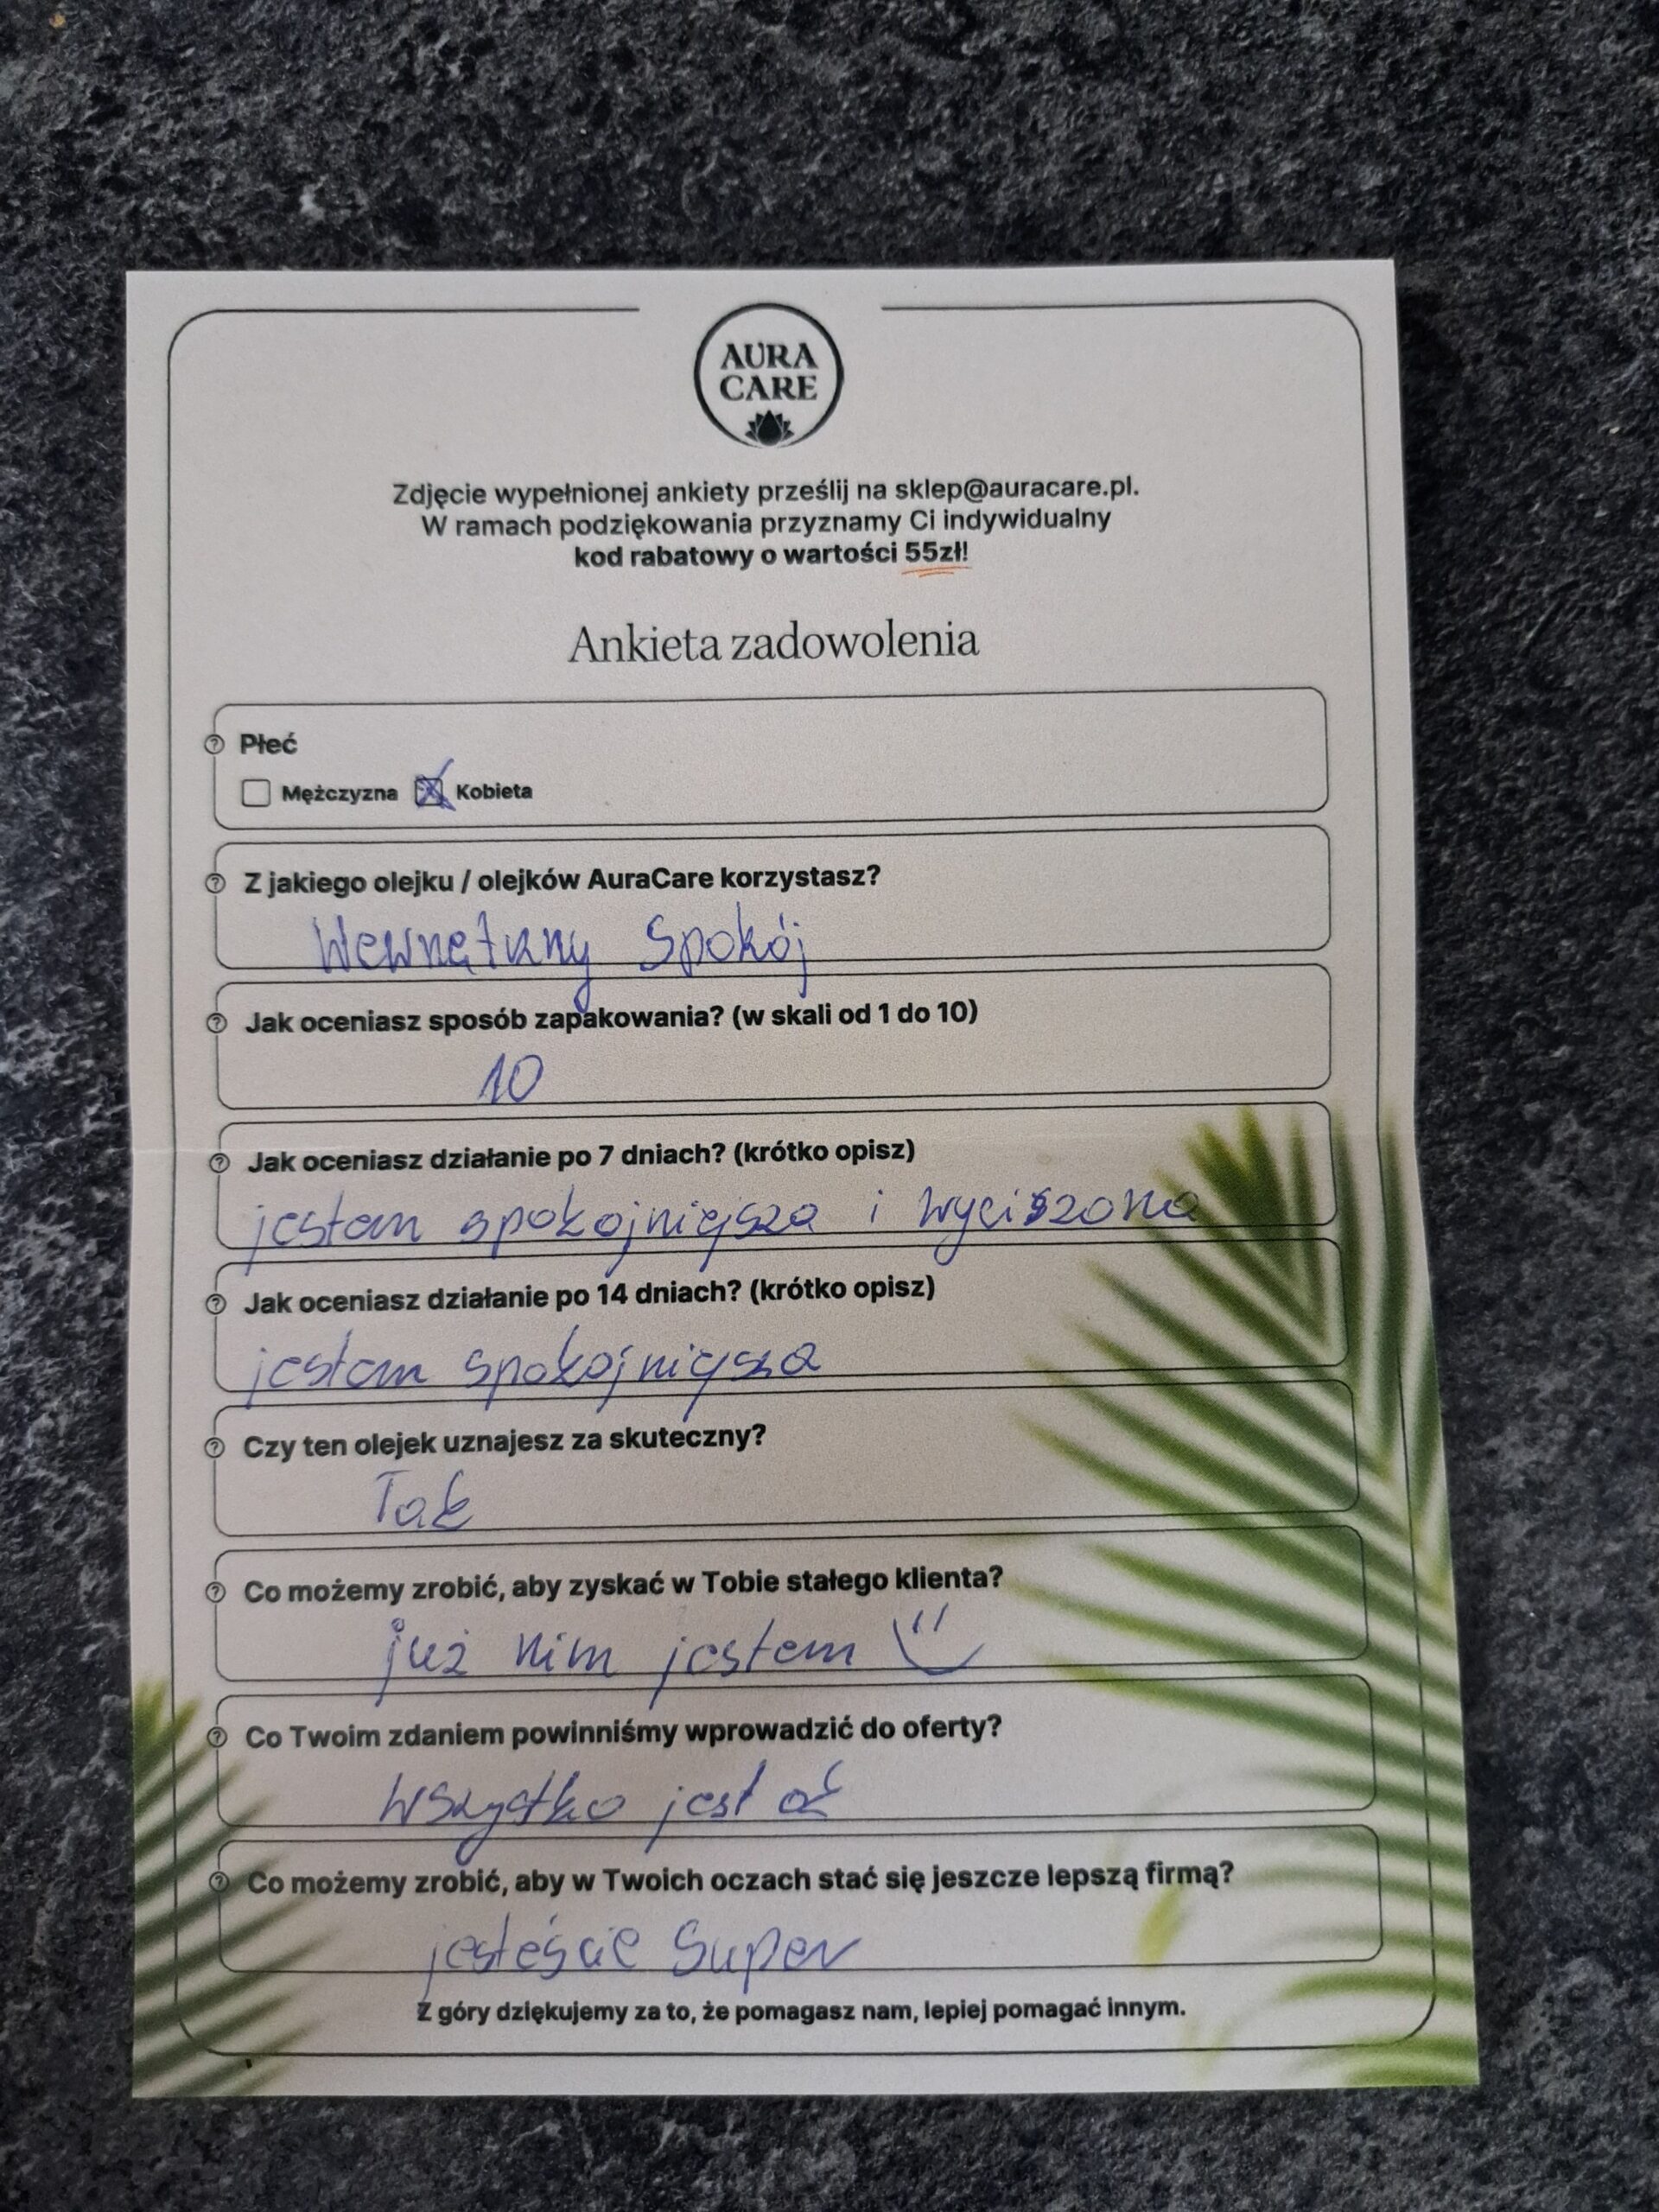 AURA
CARE
Zdjęcie wypełnionej ankiety prześlij na sklep@auracare.pl.
W ramach podziękowania przyznamy Ci indywidualny
kod rabatowy o wartości 55zł!
Ankieta zadowolenia
Płeć
Mężczyzna Kobieta
Z jakiego olejku / olejków AuraCare korzystasz?
Wewnętrzny Spokój
Jak oceniasz sposób zapakowania? (w skali od 1 do 10)
10
Jak oceniasz działanie po 7 dniach? (krótko opisz)
jestem spokojniejsza i wyciszona
Jak oceniasz działanie po 14 dniach? (krótko opisz)
jestem spokojniejsza
Czy ten olejek uznajesz za skuteczny?
Tak
Co możemy zrobić, aby zyskać w Tobie stałego klienta?
już nim jestem
Co Twoim zdaniem powinniśmy wprowadzić do oferty?
wszystko jest ok
Co możemy zrobić, aby w Twoich oczach stać się jeszcze lepszą firmą?
jesteście Super
Z góry dziękujemy za to, że pomagasz nam, lepiej pomagać innym.